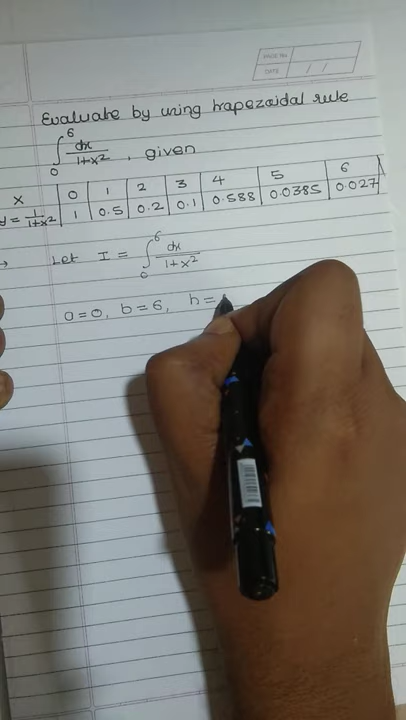 PAGE No.
DATE / /
Evaluate by using trapezoidal rule
∫₀⁶ dx/1+x² , given
x 0 1 2 3 4 5 6
y = 1/1+x² 1 0.5 0.2 0.1 0.588 0.0385 0.027
→ Let I = ∫₀⁶ dx/1+x²
a=0, b=6, h=